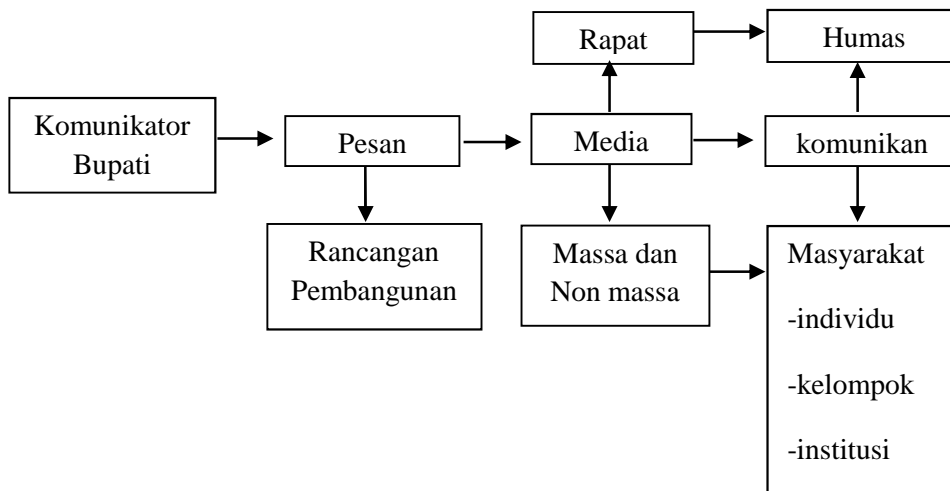 Rapat
Humas
Komunikator
Bupati
Pesan
Media
komunikan
Rancangan
Pembangunan
Massa dan
Non massa
Masyarakat
-individu
-kelompok
-institusi